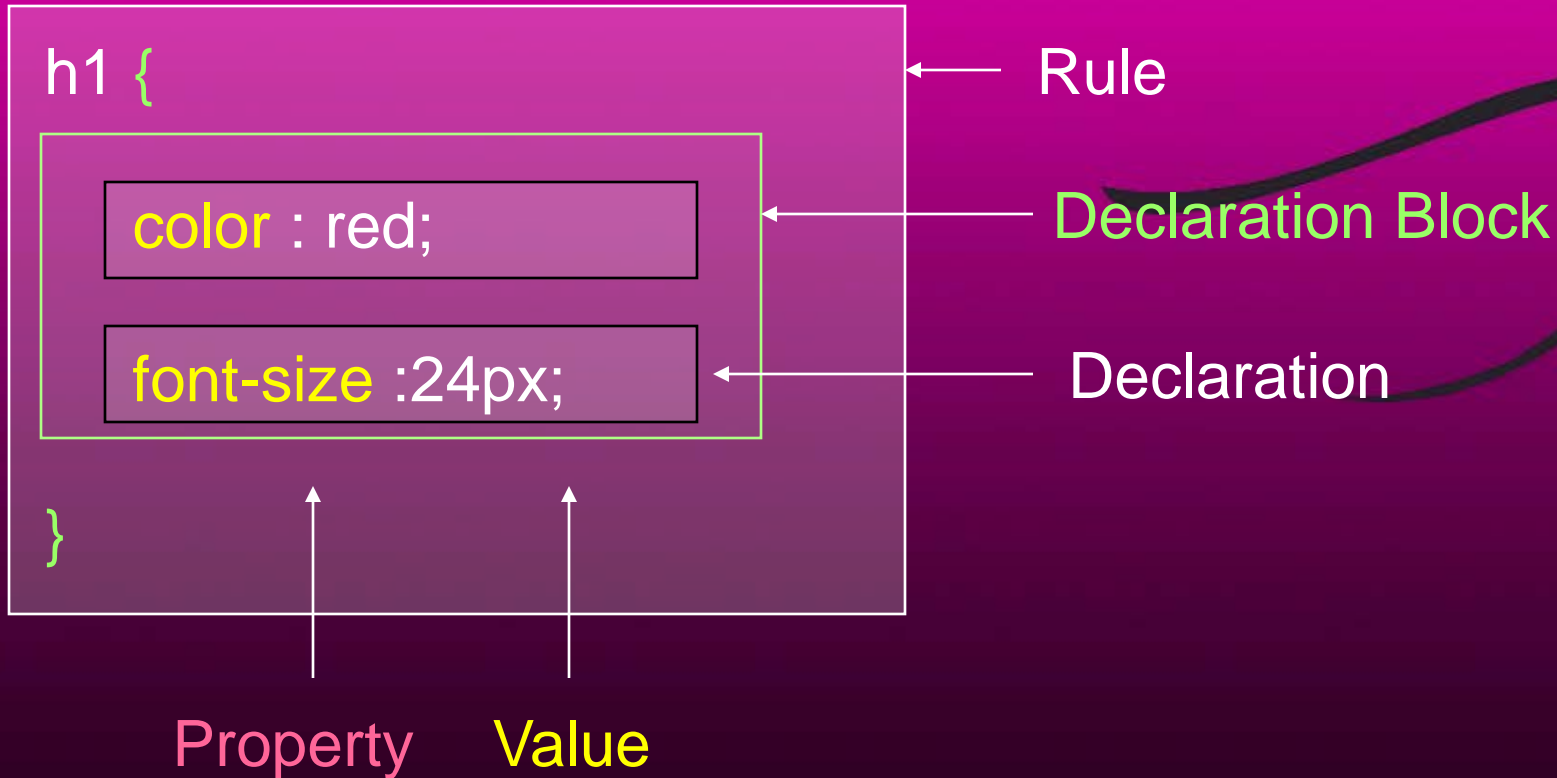 h1 {
Rule
color : red;
Declaration Block
font-size :24px;
Declaration
}
Property
Value